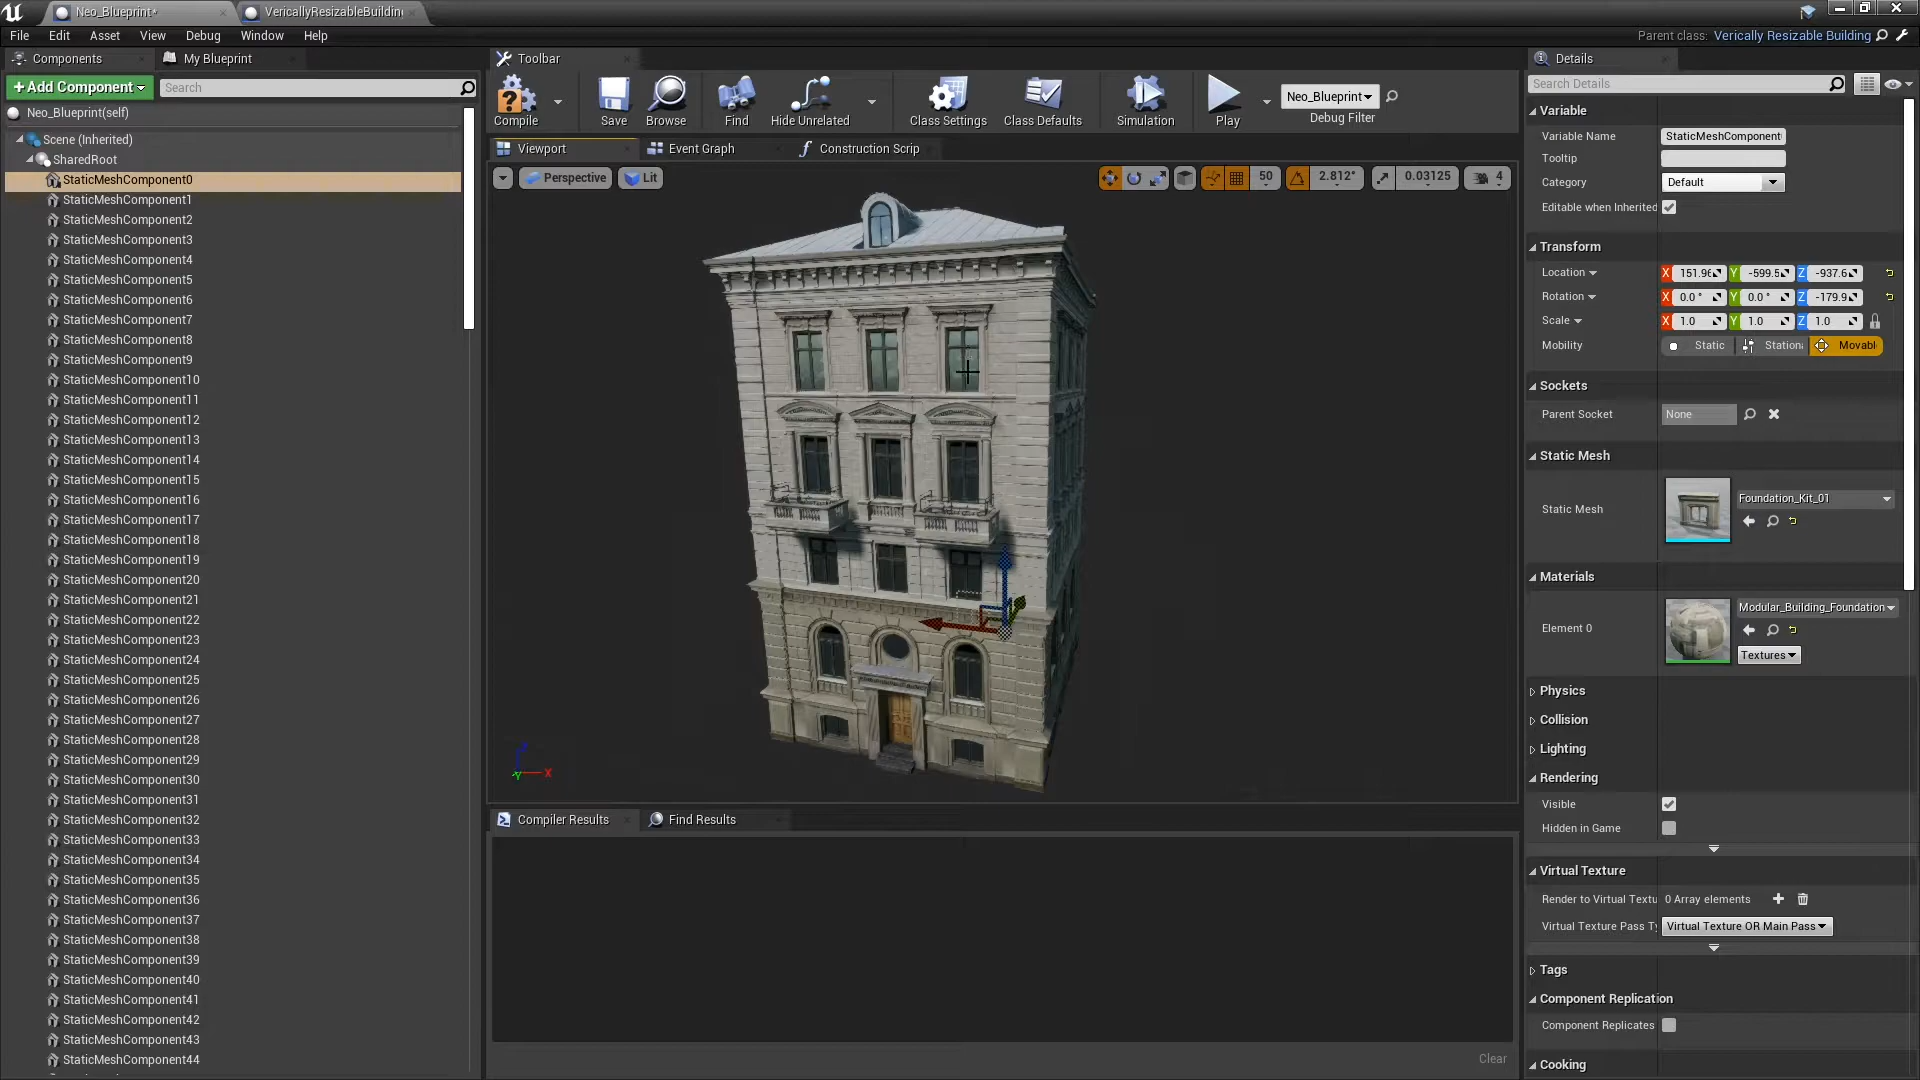 Neo_Blueprint*
VericallyResizableBuilding
File Edit Asset View Debug Window Help
Parent class: Verically Resizable Building
Components
My Blueprint
Toolbar
Details
+Add Component
Search
Search Details
Neo_Blueprint(self)
Scene (Inherited)
SharedRoot
StaticMeshComponent0
StaticMeshComponent1
StaticMeshComponent2
StaticMeshComponent3
StaticMeshComponent4
StaticMeshComponent5
StaticMeshComponent6
StaticMeshComponent7
StaticMeshComponent8
StaticMeshComponent9
StaticMeshComponent10
StaticMeshComponent11
StaticMeshComponent12
StaticMeshComponent13
StaticMeshComponent14
StaticMeshComponent15
StaticMeshComponent16
StaticMeshComponent17
StaticMeshComponent18
StaticMeshComponent19
StaticMeshComponent20
StaticMeshComponent21
StaticMeshComponent22
StaticMeshComponent23
StaticMeshComponent24
StaticMeshComponent25
StaticMeshComponent26
StaticMeshComponent27
StaticMeshComponent28
StaticMeshComponent29
StaticMeshComponent30
StaticMeshComponent31
StaticMeshComponent32
StaticMeshComponent33
StaticMeshComponent34
StaticMeshComponent35
StaticMeshComponent36
StaticMeshComponent37
StaticMeshComponent38
StaticMeshComponent39
StaticMeshComponent40
StaticMeshComponent41
StaticMeshComponent42
StaticMeshComponent43
StaticMeshComponent44
Compile
Save
Browse
Find
Hide Unrelated
Class Settings
Class Defaults
Simulation
Play
Neo_Blueprint
Debug Filter
Viewport
Event Graph
Construction Scrip
Perspective
Lit
50
2.812°
0.03125
4
Z
Y X
Compiler Results
Find Results
Clear
Variable
Variable Name StaticMeshComponent
Tooltip
Category Default
Editable when Inherited
Transform
Location X 151.96 Y -599.5 Z -937.6
Rotation X 0.0 ° Y 0.0 ° Z -179.9
Scale X 1.0 Y 1.0 Z 1.0
Mobility Static Stationa Movabl
Sockets
Parent Socket None
Static Mesh
Static Mesh Foundation_Kit_01
Materials
Element 0 Modular_Building_Foundation
Textures
Physics
Collision
Lighting
Rendering
Visible
Hidden in Game
Virtual Texture
Render to Virtual Textu 0 Array elements
Virtual Texture Pass Ty Virtual Texture OR Main Pass
Tags
Component Replication
Component Replicates
Cooking